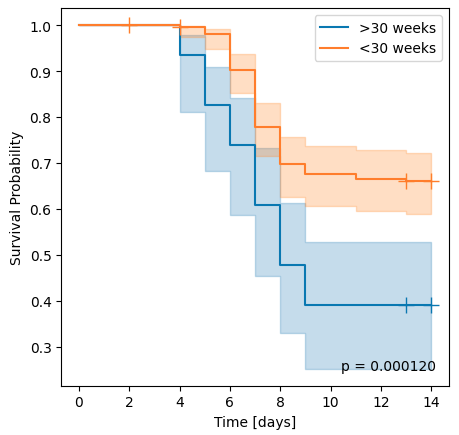 >30 weeks
<30 weeks
1.0
0.9
0.8
0.7
0.6
0.5
0.4
0.3
Survival Probability
p = 0.000120
0 2 4 6 8 10 12 14
Time [days]